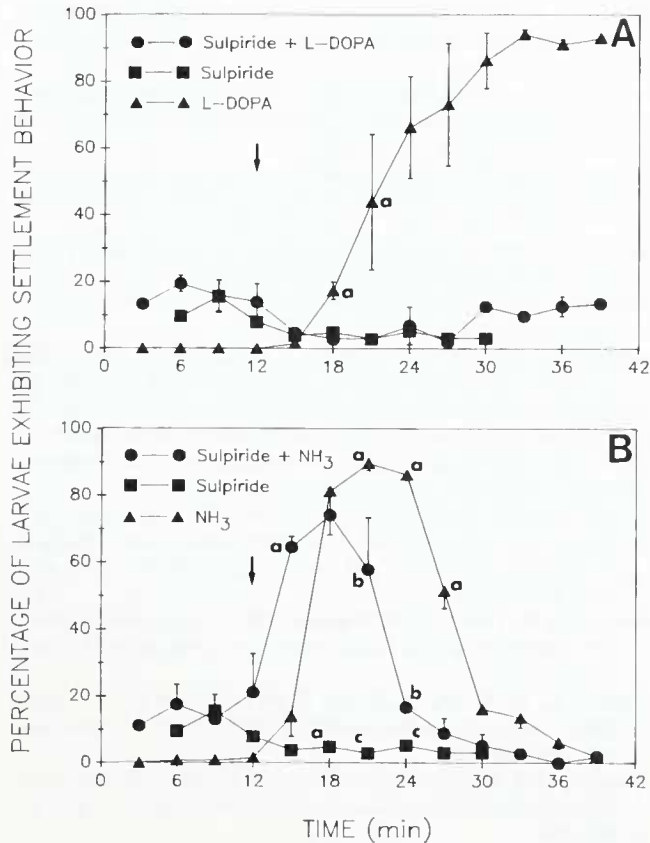 PERCENTAGE OF LARVAE EXHIBITING SETTLEMENT BEHAVIOR
100
80
60
40
20
0
A
Sulpiride + L-DOPA
Sulpiride
L-DOPA
a
a
0 6 12 18 24 30 36 42
100
80
60
40
20
0
B
Sulpiride + NH3
Sulpiride
NH3
a
a
a
b
a
b
a c c
0 6 12 18 24 30 36 42
TIME (min)